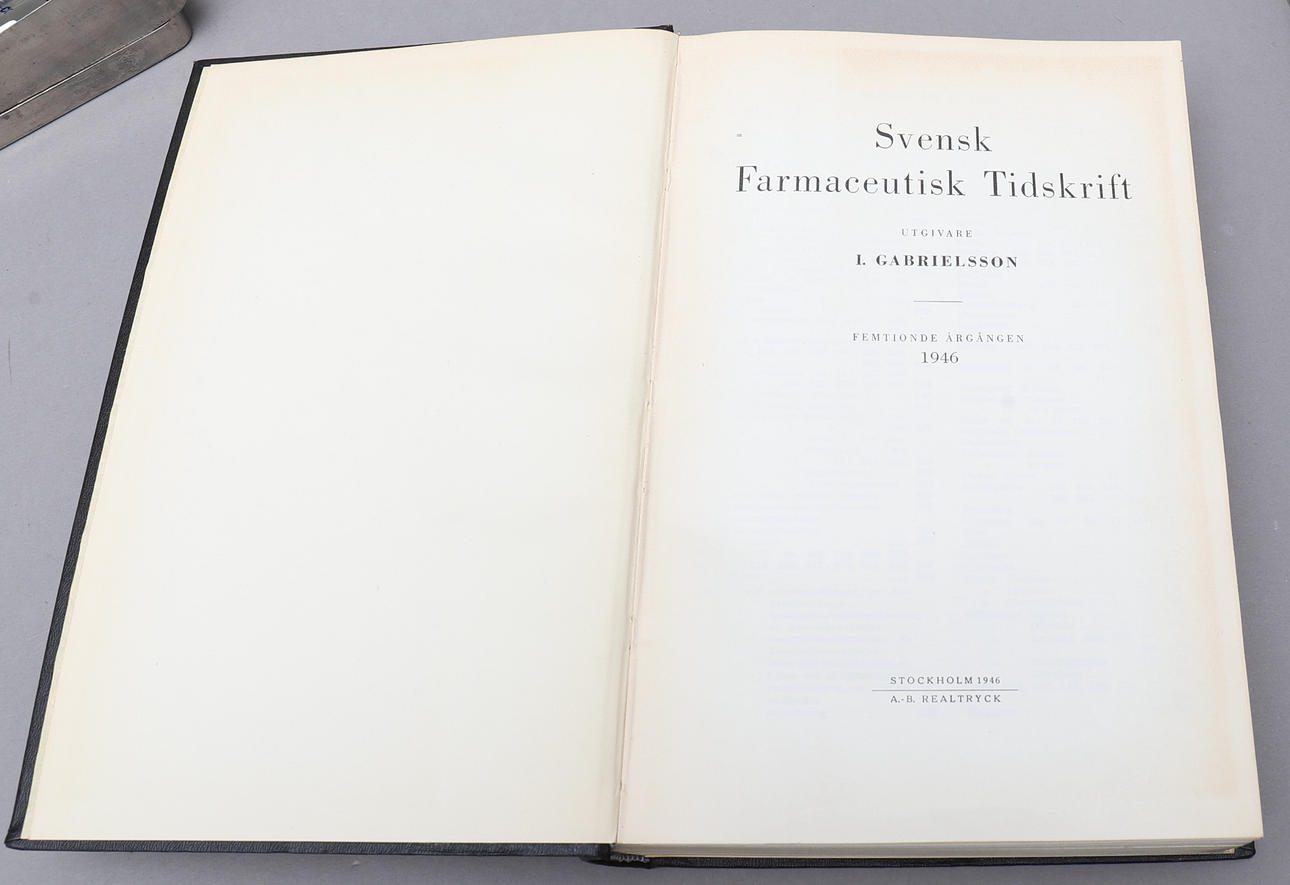 Svensk
Farmaceutisk Tidskrift
UTGIVARE
I. GABRIELSSON
FEMTIONDE ÅRGÅNGEN
1946
STOCKHOLM 1946
A.-B. REALTRYCK